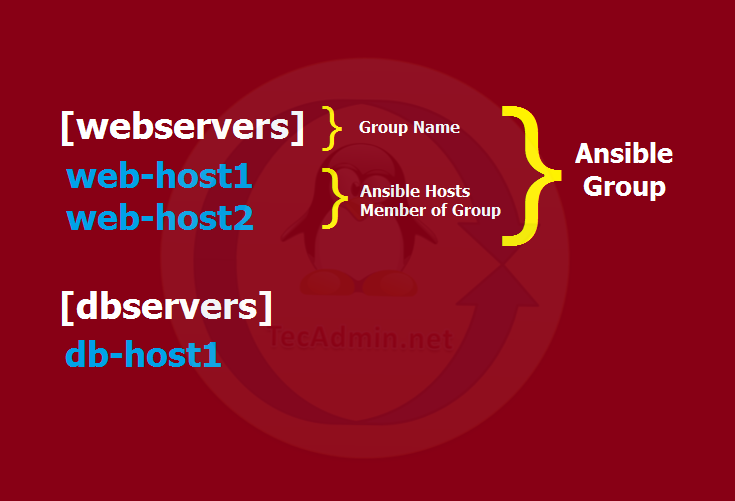 [webservers]
Group Name
web-host1
web-host2
Ansible Hosts
Member of Group
Ansible
Group
[dbservers]
db-host1
TecAdmin.net